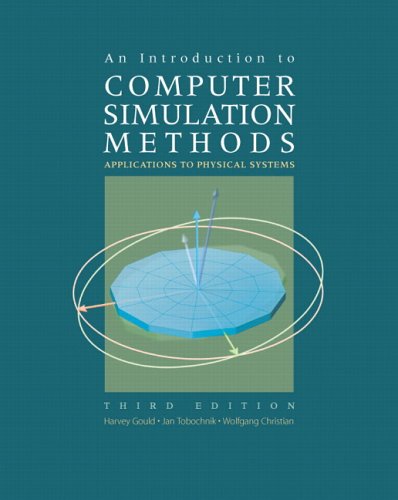 An Introduction to
COMPUTER
SIMULATION
METHODS
APPLICATIONS TO PHYSICAL SYSTEMS
THIRD EDITION
Harvey Gould • Jan Tobochnik • Wolfgang Christian